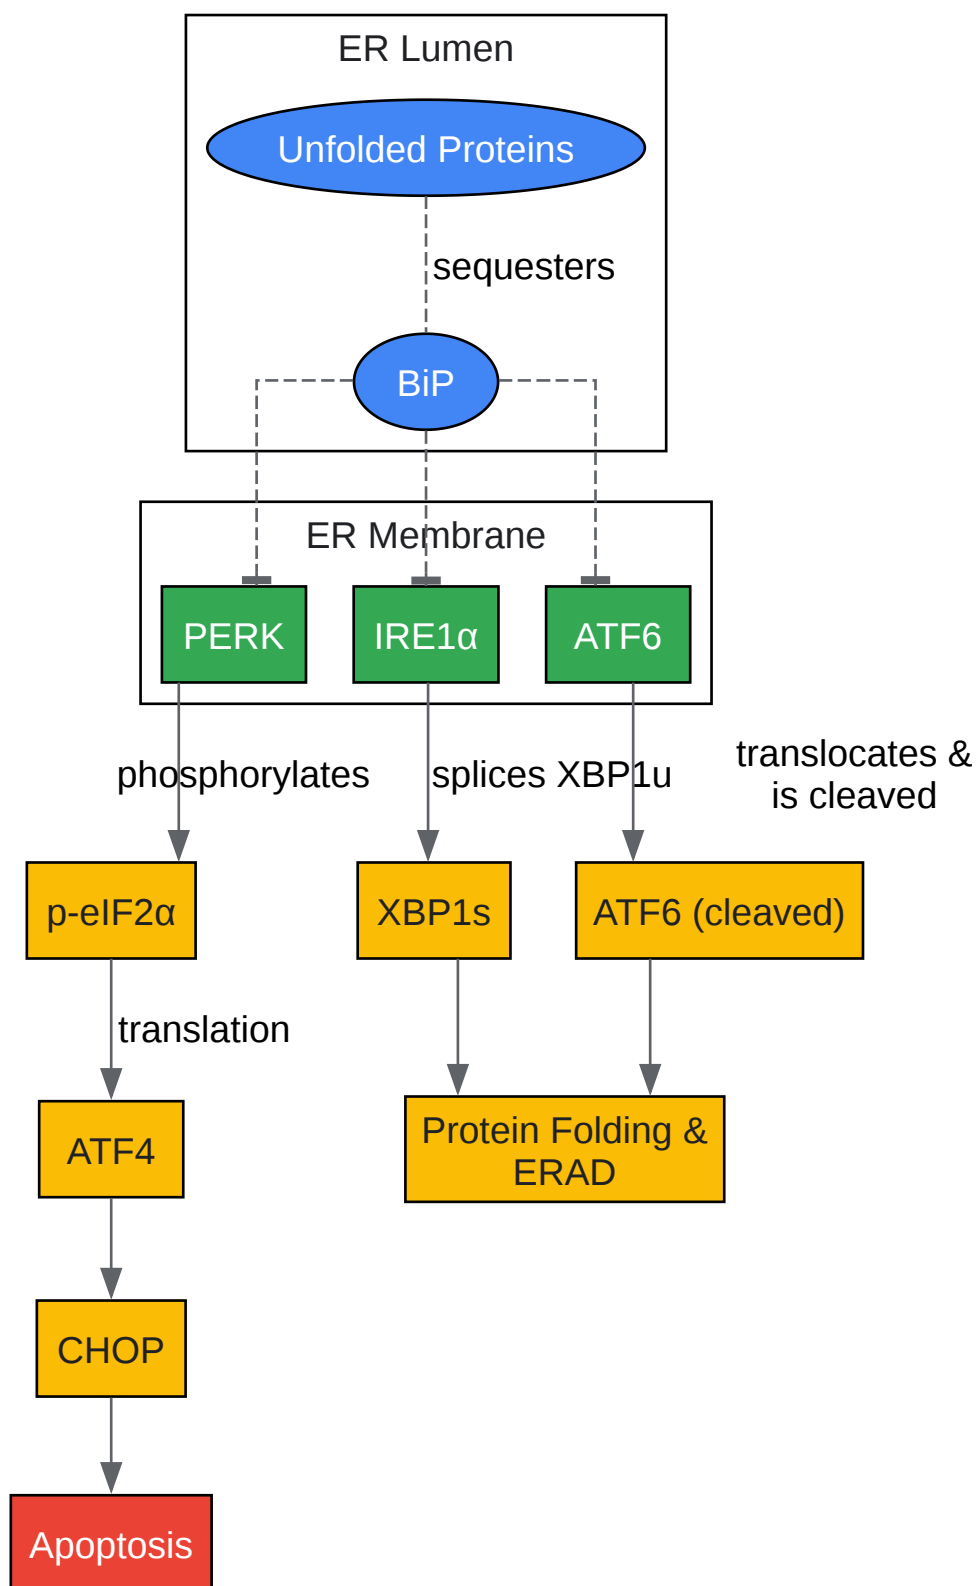 ER Lumen
Unfolded Proteins
sequesters
BiP
ER Membrane
PERK
IRE1α
ATF6
phosphorylates
splices XBP1u
translocates &
is cleaved
p-eIF2α
XBP1s
ATF6 (cleaved)
translation
ATF4
Protein Folding &
ERAD
CHOP
Apoptosis